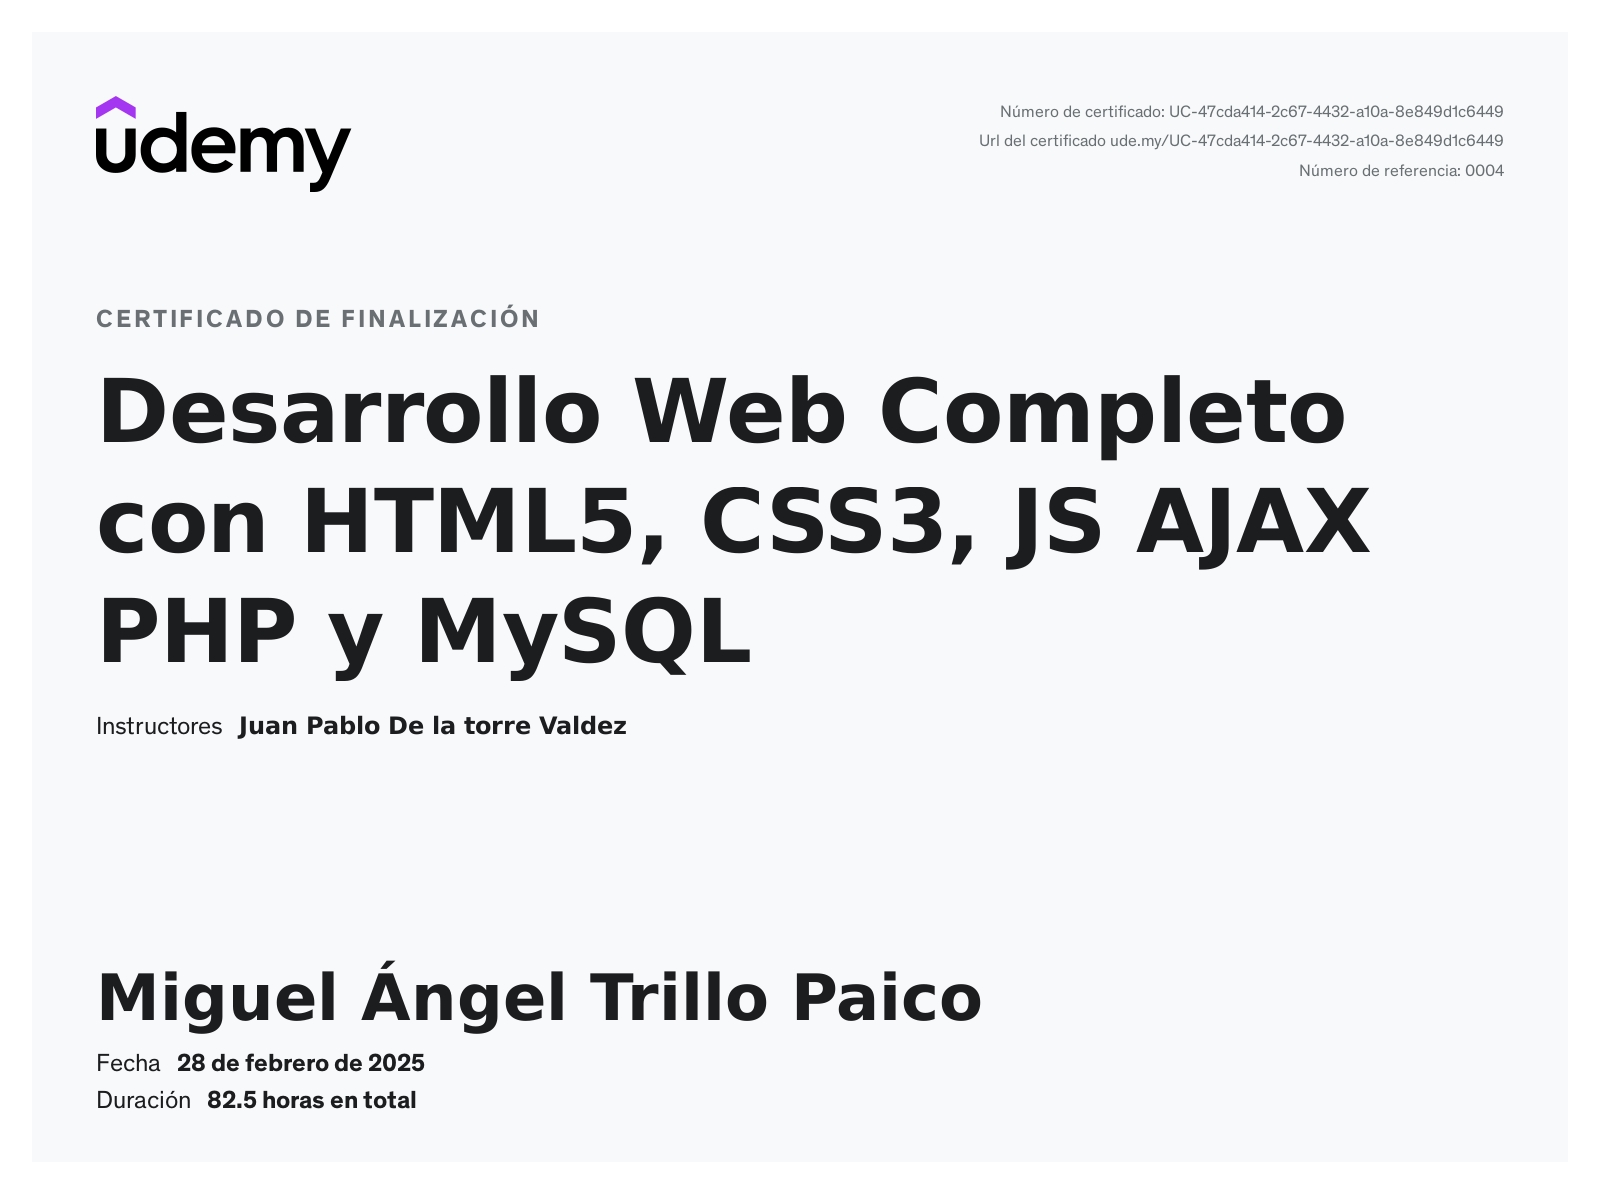 udemy
Número de certificado: UC-47cda414-2c67-4432-a10a-8e849d1c6449
Url del certificado ude.my/UC-47cda414-2c67-4432-a10a-8e849d1c6449
Número de referencia: 0004
CERTIFICADO DE FINALIZACIÓN
Desarrollo Web Completo
con HTML5, CSS3, JS AJAX
PHP y MySQL
Instructores Juan Pablo De la torre Valdez
Miguel Ángel Trillo Paico
Fecha 28 de febrero de 2025
Duración 82.5 horas en total